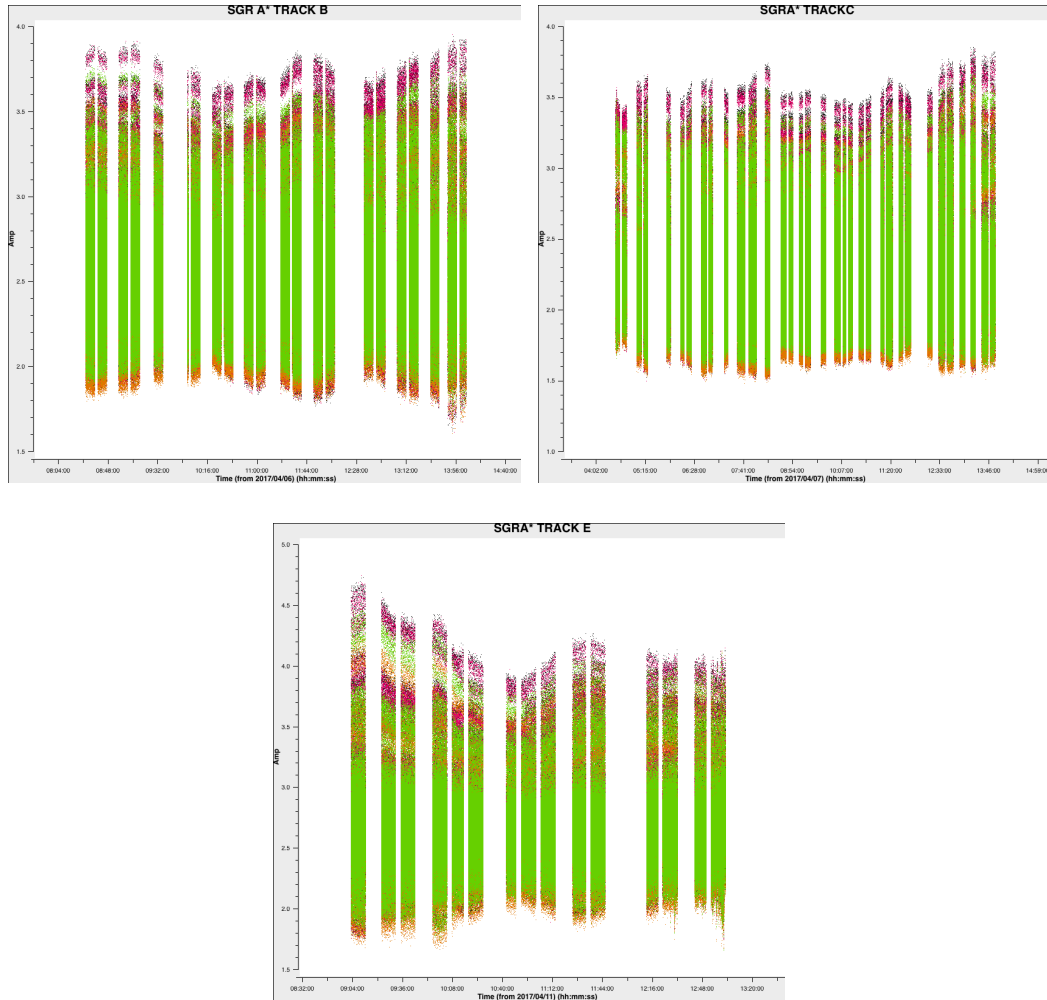 SGR A* TRACK B
4.0
3.5
3.0
2.5
2.0
1.5
Amp
08:04:00 08:48:00 09:32:00 10:16:00 11:00:00 11:44:00 12:28:00 13:12:00 13:56:00 14:40:00
Time (from 2017/04/06) (hh:mm:ss)
SGRA* TRACKC
4.0
3.5
3.0
2.5
2.0
1.5
1.0
Amp
04:02:00 05:15:00 06:28:00 07:41:00 08:54:00 10:07:00 11:20:00 12:33:00 13:46:00 14:59:00
Time (from 2017/04/07) (hh:mm:ss)
SGRA* TRACK E
5.0
4.5
4.0
3.5
3.0
2.5
2.0
1.5
Amp
08:32:00 09:04:00 09:36:00 10:08:00 10:40:00 11:12:00 11:44:00 12:16:00 12:48:00 13:20:00
Time (from 2017/04/11) (hh:mm:ss)